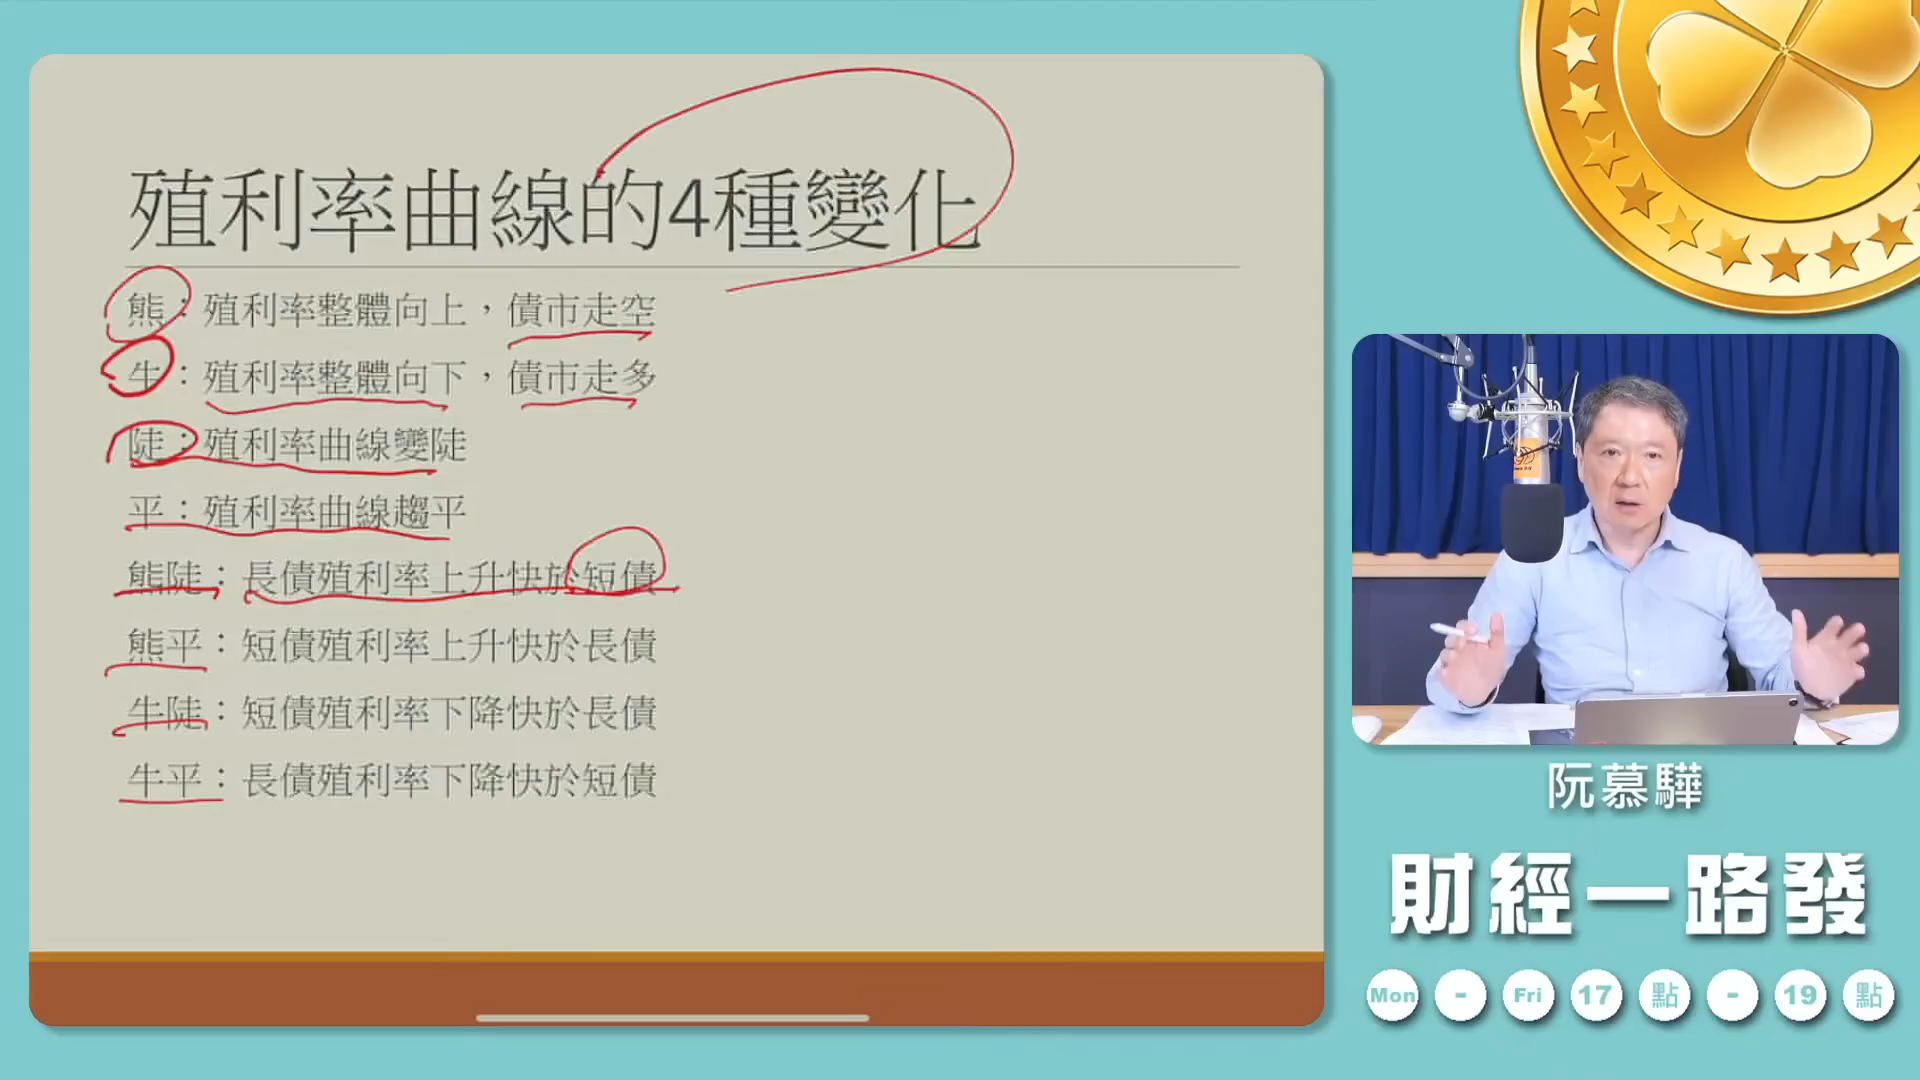 殖利率曲線的4種變化
熊：殖利率整體向上，債市走空
牛：殖利率整體向下，債市走多
陡：殖利率曲線變陡
平：殖利率曲線趨平
熊陡：長債殖利率上升快於短債
熊平：短債殖利率上升快於長債
牛陡：短債殖利率下降快於長債
牛平：長債殖利率下降快於短債
阮慕驊
財經一路發
Mon - Fri 17 點 - 19 點